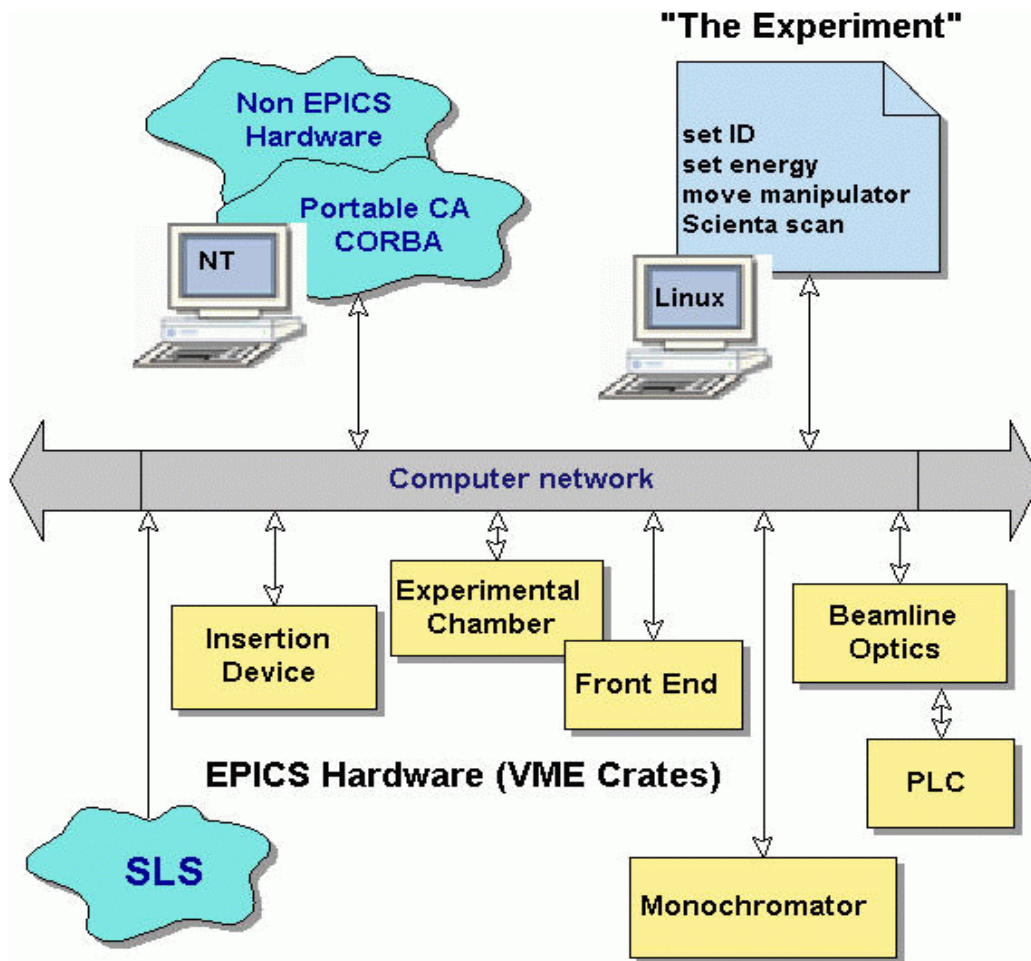 "The Experiment"
Non EPICS
Hardware
Portable CA
CORBA
NT
set ID
set energy
move manipulator
Scienta scan
Linux
Computer network
Insertion
Device
Experimental
Chamber
Front End
Beamline
Optics
PLC
EPICS Hardware (VME Crates)
SLS
Monochromator